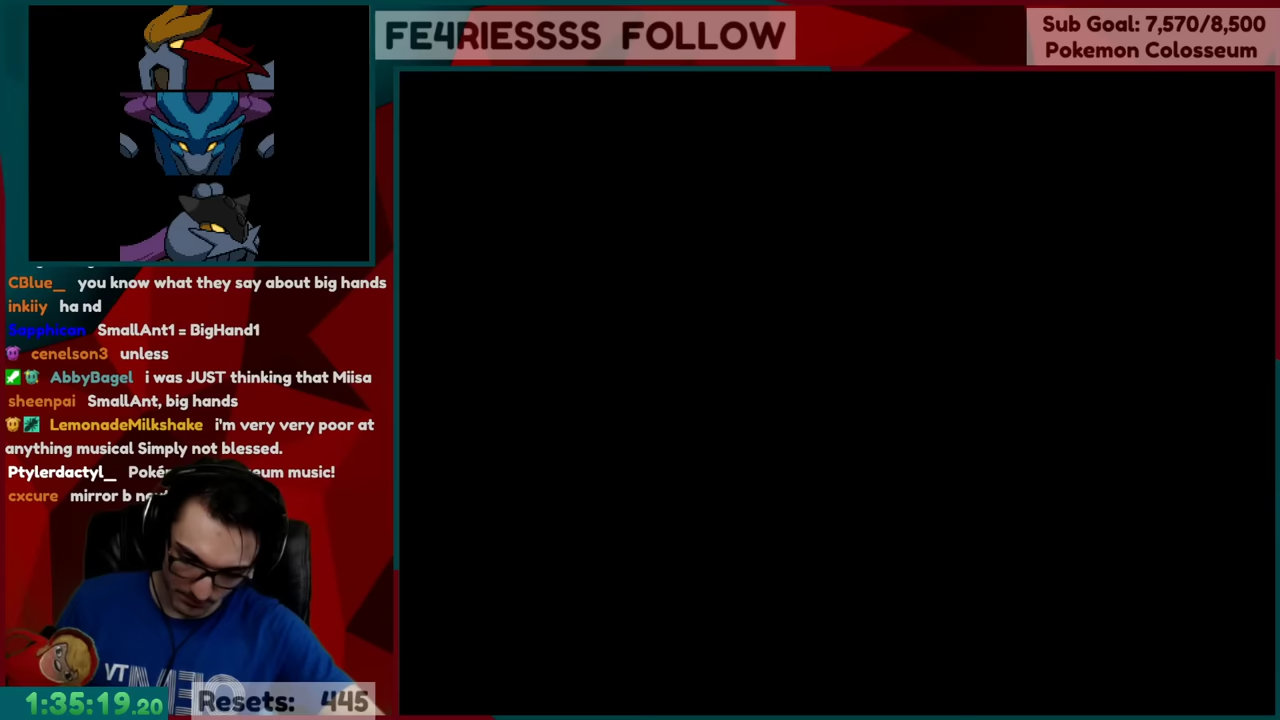 FE4RIESSSS FOLLOW
Sub Goal: 7,570/8,500
Pokemon Colosseum
CBlue_ you know what they say about big hands
inkiiy ha nd
Sapphican SmallAnt1 = BigHand1
cenelson3 unless
AbbyBagel i was JUST thinking that Miisa
sheenpai SmallAnt, big hands
LemonadeMilkshake i'm very very poor at
anything musical Simply not blessed.
Ptylerdactyl_ music!
cxcure mirror b
VT
1:35:19.20
Resets: 445